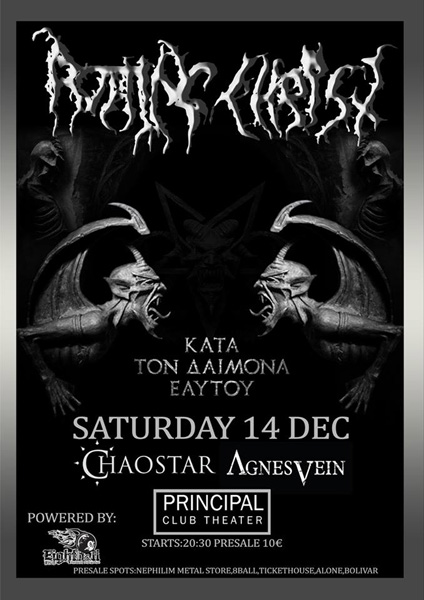 ROTTING CHRIST
ΚΑΤΑ
ΤΟΝ ΔΑΙΜΟΝΑ
ΕΑΥΤΟΥ
SATURDAY 14 DEC
CHAOSTAR AGNES VEIN
PRINCIPAL
CLUB THEATER
STARTS:20:30 PRESALE 10€
POWERED BY:
Eightball
PRESALE SPOTS:NEPHILIM METAL STORE,8BALL,TICKETHOUSE,ALONE,BOLIVAR